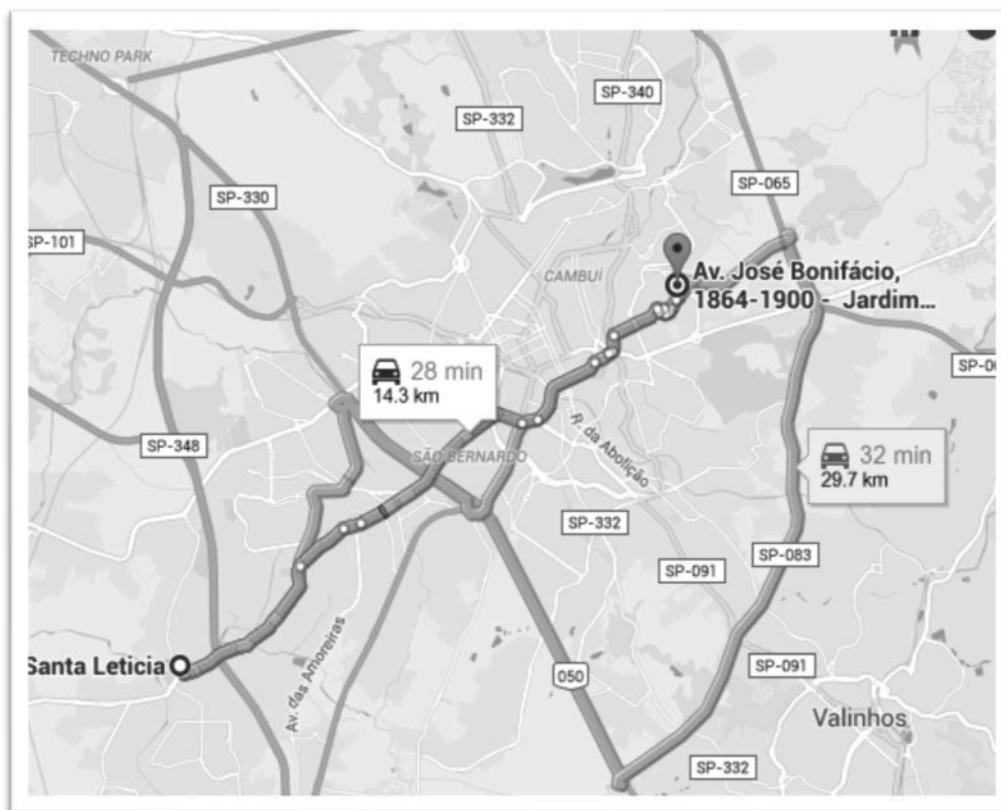 TECHNO PARK
SP-340
SP-332
SP-065
SP-330
SP-101
CAMBUÍ
Av. José Bonifácio,
1864-1900 - Jardim...
28 min
14.3 km
SP-348
SÃO BERNARDO
R. da Abolição
32 min
29.7 km
SP-332
SP-083
SP-091
Santa Leticia
Av. das Amoreiras
050
SP-091
Valinhos
SP-332